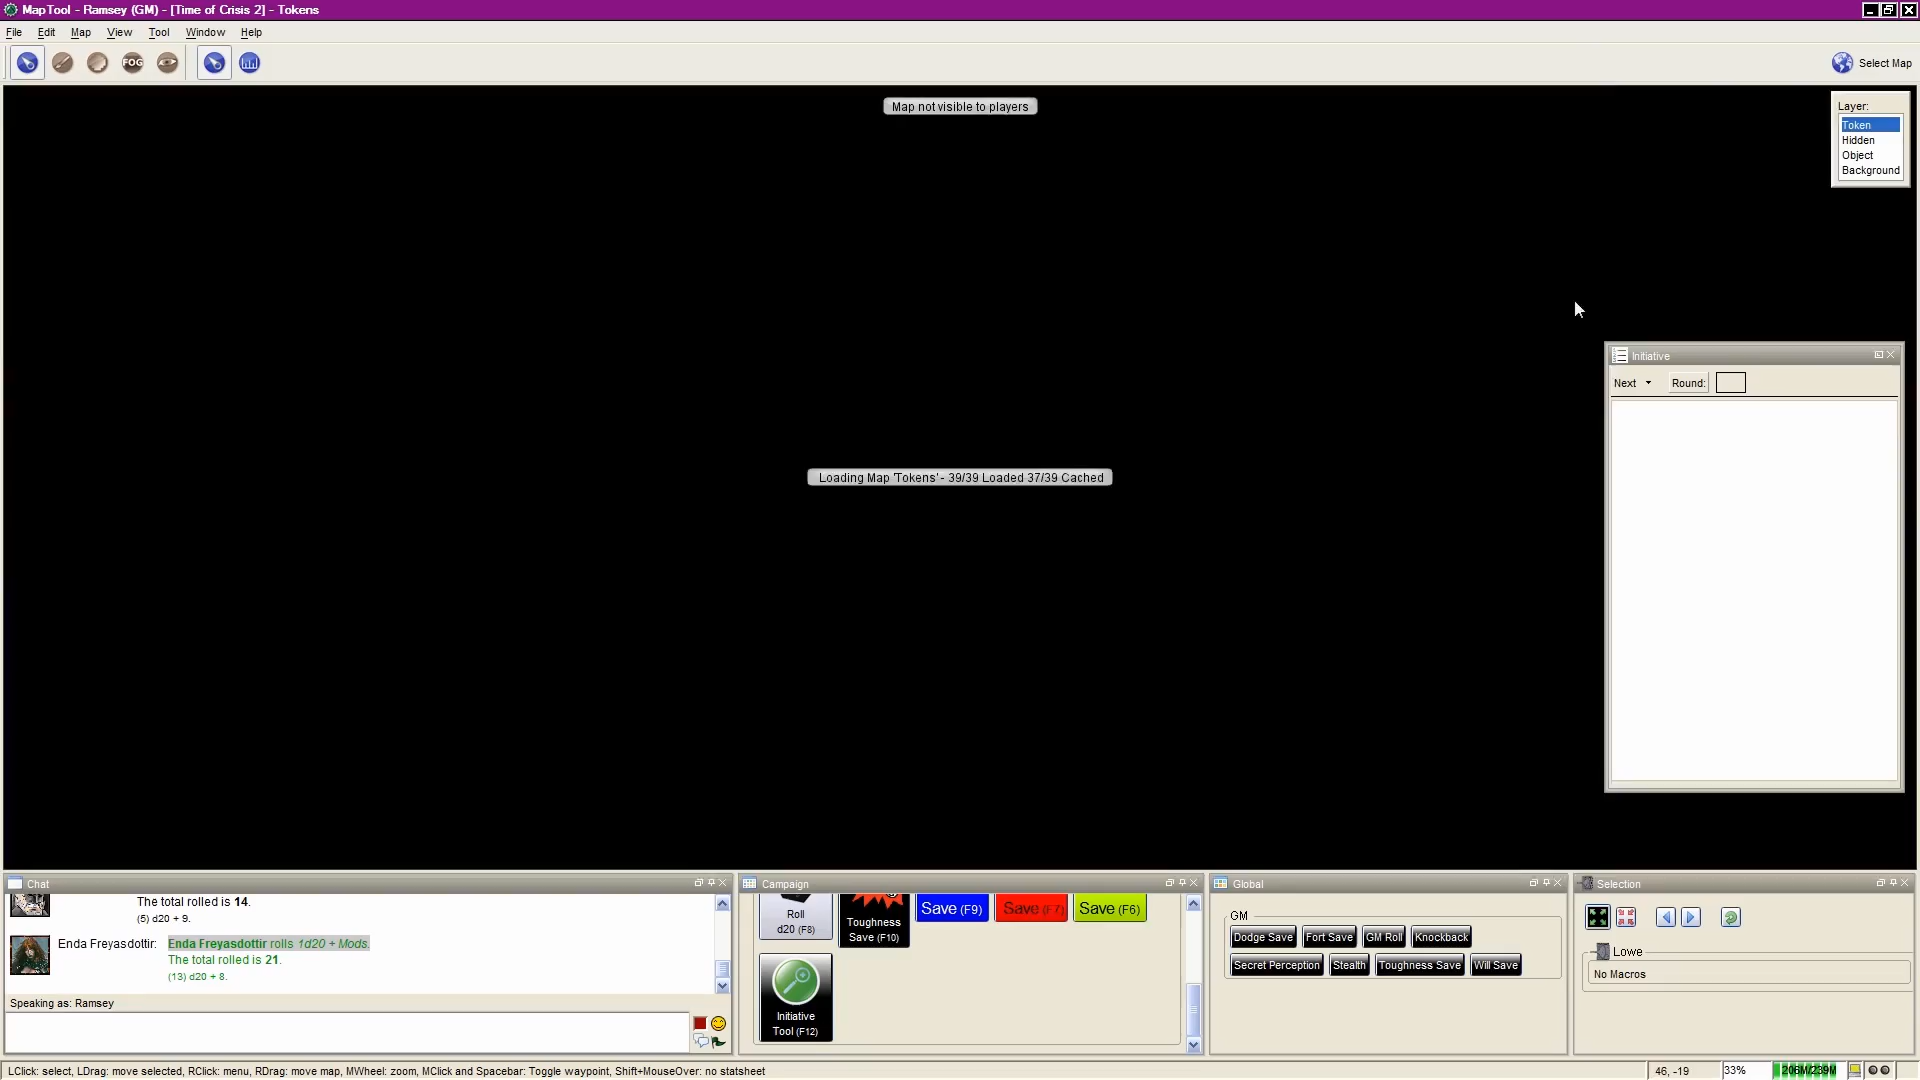 MapTool - Ramsey (GM) - [Time of Crisis 2] - Tokens
File Edit Map View Tool Window Help
FOG
Select Map
Map not visible to players
Layer:
Token
Hidden
Object
Background
Initiative
Next Round:
Loading Map 'Tokens' - 39/39 Loaded 37/39 Cached
Chat
The total rolled is 14.
(5) d20 + 9.
Enda Freyasdottir: Enda Freyasdottir rolls 1d20 + Mods.
The total rolled is 21.
(13) d20 + 8.
Speaking as: Ramsey
Campaign
Roll
d20 (F8)
Toughness
Save (F10)
Save (F9)
Save (F7)
Save (F6)
Initiative
Tool (F12)
Global
GM
Dodge Save Fort Save GM Roll Knockback
Secret Perception Stealth Toughness Save Will Save
Selection
Lowe
No Macros
LClick: select, LDrag: move selected, RClick: menu, RDrag: move map, MWheel: zoom, MClick and Spacebar: Toggle waypoint, Shift+MouseOver: no statsheet
46, -19
33%
206M/239M